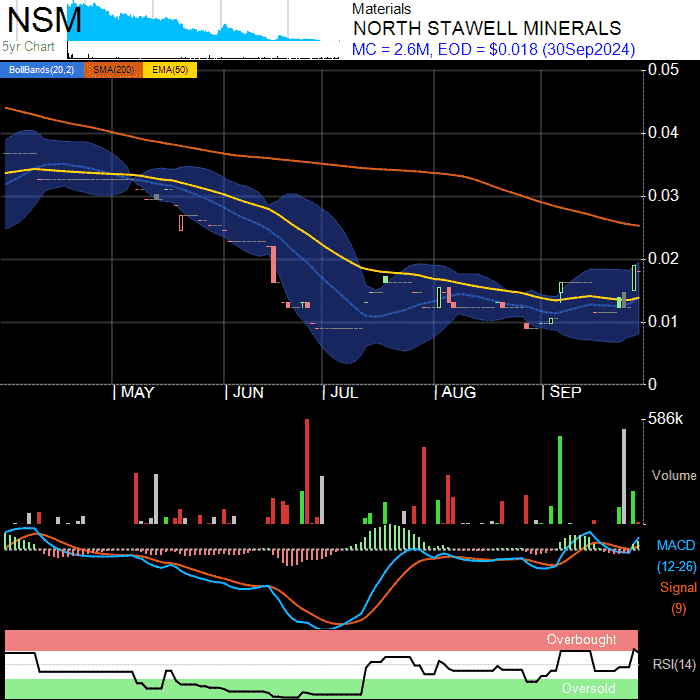 NSM
5yr Chart
Materials
NORTH STAWELL MINERALS
MC = 2.6M, EOD = $0.018 (30Sep2024)
BollBands(20,2) SMA(200) EMA(50)
0.05
0.04
0.03
0.02
0.01
0
MAY JUN JUL AUG SEP
586k
Volume
MACD
(12-26)
Signal
(9)
Overbought
RSI(14)
Oversold